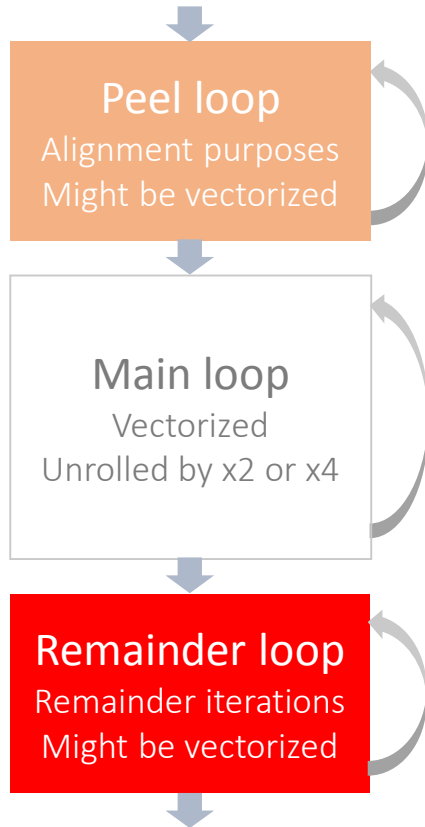 Peel loop
Alignment purposes
Might be vectorized
Main loop
Vectorized
Unrolled by x2 or x4
Remainder loop
Remainder iterations
Might be vectorized